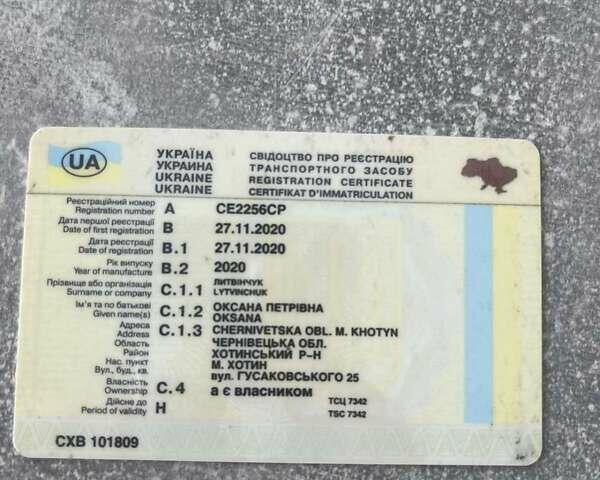 UA
УКРАЇНА
УКРАИНА
UKRAINE
UKRAINE
СВІДОЦТВО ПРО РЕЄСТРАЦІЮ
ТРАНСПОРТНОГО ЗАСОБУ
REGISTRATION CERTIFICATE
CERTIFIKAT D'IMMATRICULATION
Реєстраційний номер
Registration number A CE2256CP
Дата першої реєстрації
Date of first registration B 27.11.2020
Дата реєстрації
Date of registration B.1 27.11.2020
Рік випуску
Year of manufacture B.2 2020
Прізвище або організація
Surname or company C.1.1 ЛИТВІНЧУК
LYTVINCHUK
Ім'я та по батькові
Given name(s) C.1.2 ОКСАНА ПЕТРІВНА
OKSANA
Адреса
Address C.1.3 CHERNIVETSKA OBL. M. KHOTYN
Область ЧЕРНІВЕЦЬКА ОБЛ.
Район ХОТИНСЬКИЙ Р-Н
Нас. пункт М. ХОТИН
Вул., буд., кв. вул. ГУСАКОВСЬКОГО 25
Власність
Ownership C.4 а є власником ТСЦ 7342
Дійсне до
Period of validity H TSC 7342
СХВ 101809